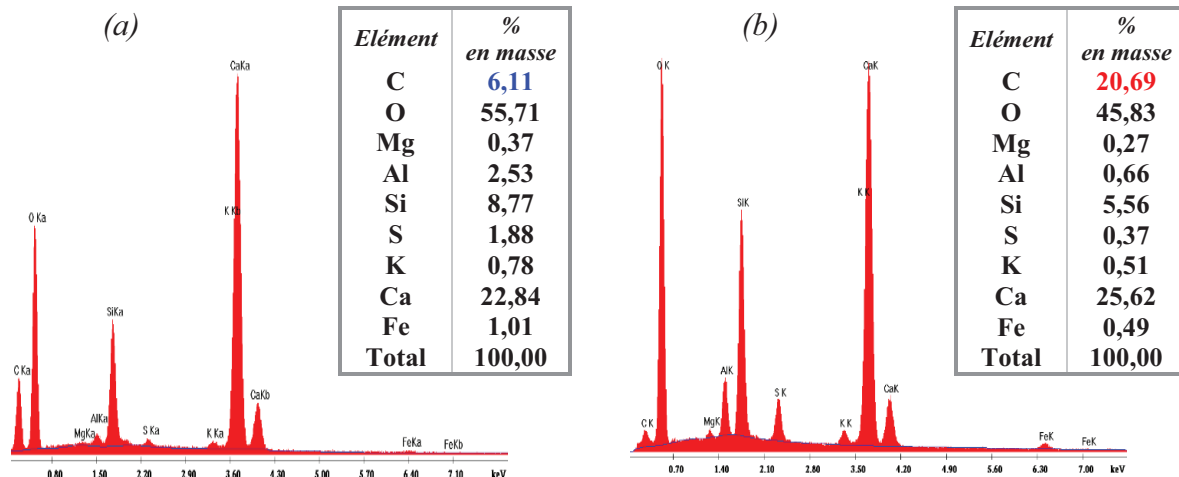 (a)
Elément % en masse
C 6,11
O 55,71
Mg 0,37
Al 2,53
Si 8,77
S 1,88
K 0,78
Ca 22,84
Fe 1,01
Total 100,00
CaKa
O Ka
K Kb
SiKa
C Ka
CaKb
AlKa
MgKa
S Ka
K Ka
FeKa
FeKb
0.80 1.50 2.20 2.90 3.60 4.30 5.00 5.70 6.40 7.10 keV
(b)
Elément % en masse
C 20,69
O 45,83
Mg 0,27
Al 0,66
Si 5,56
S 0,37
K 0,51
Ca 25,62
Fe 0,49
Total 100,00
O K
CaK
SiK
AlK
S K
CaK
C K
MgK
K K
FeK
FeK
0.70 1.40 2.10 2.80 3.50 4.20 4.90 5.60 6.30 7.00 keV